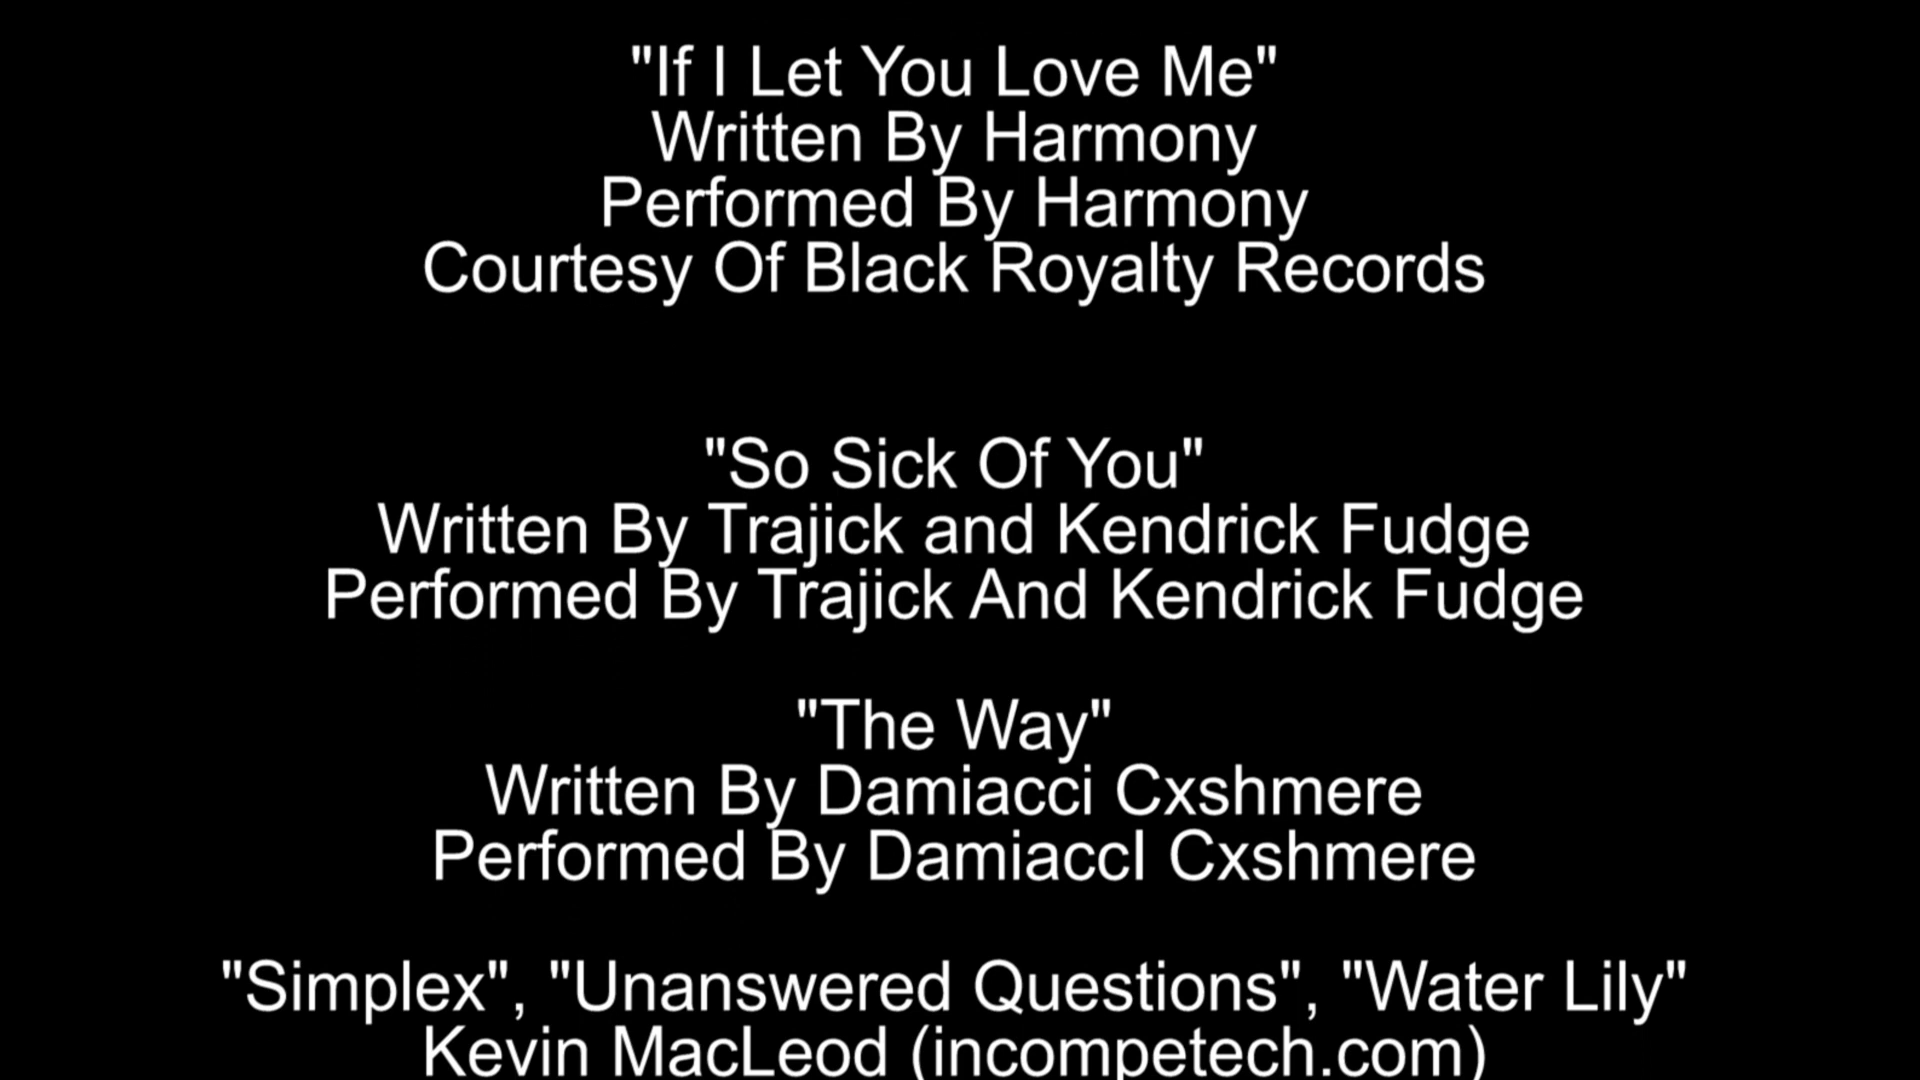 "If I Let You Love Me"
Written By Harmony
Performed By Harmony
Courtesy Of Black Royalty Records
"So Sick Of You"
Written By Trajick and Kendrick Fudge
Performed By Trajick And Kendrick Fudge
"The Way"
Written By Damiacci Cxshmere
Performed By DamiaccI Cxshmere
"Simplex", "Unanswered Questions", "Water Lily"
Kevin MacLeod (incompetech.com)